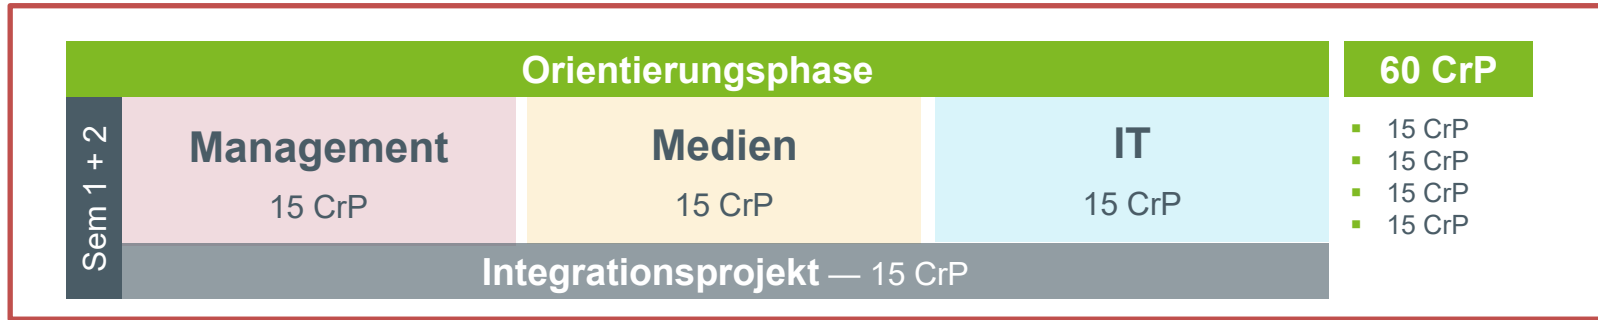 Orientierungsphase
60 CrP
Sem 1 + 2
Management
15 CrP
Medien
15 CrP
IT
15 CrP
Integrationsprojekt — 15 CrP
▪ 15 CrP
▪ 15 CrP
▪ 15 CrP
▪ 15 CrP